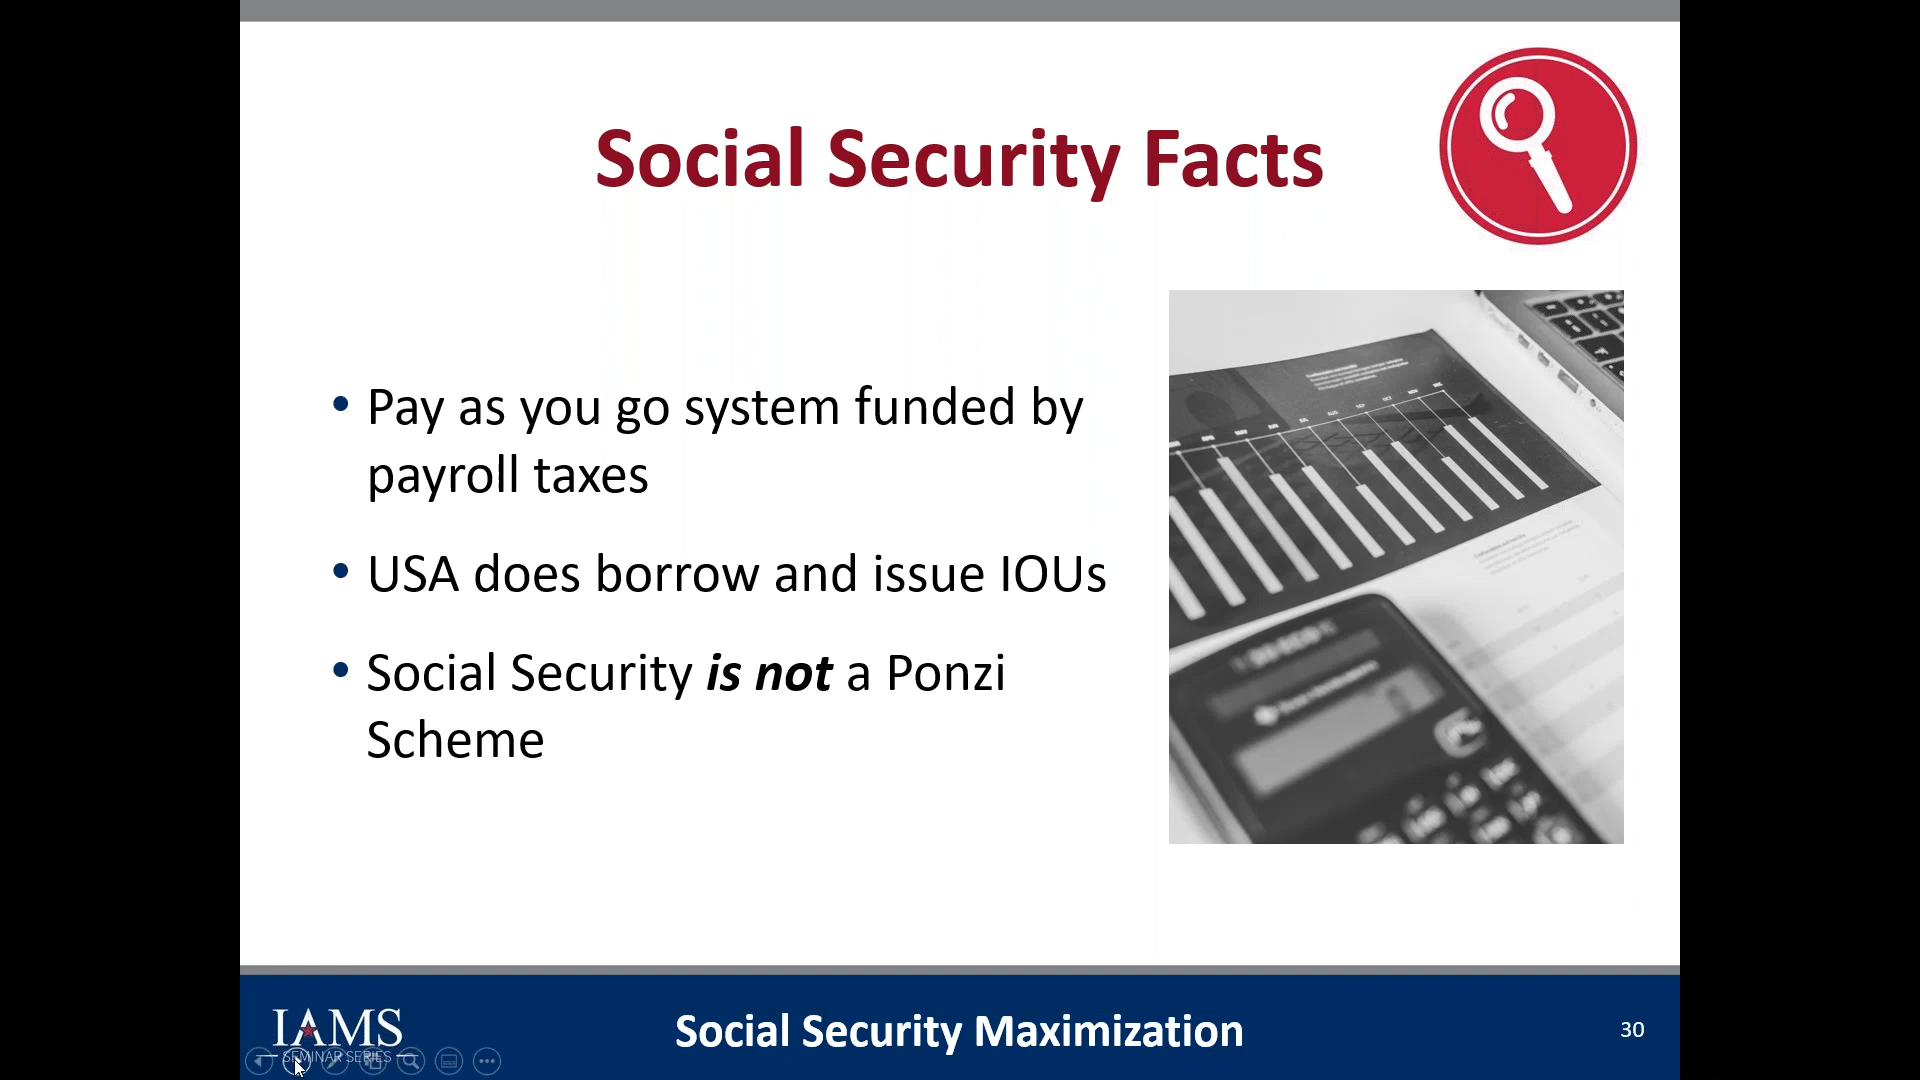 Social Security Facts
• Pay as you go system funded by
payroll taxes
• USA does borrow and issue IOUs
• Social Security is not a Ponzi
Scheme
IAMS
SEMINAR SERIES
Social Security Maximization
30